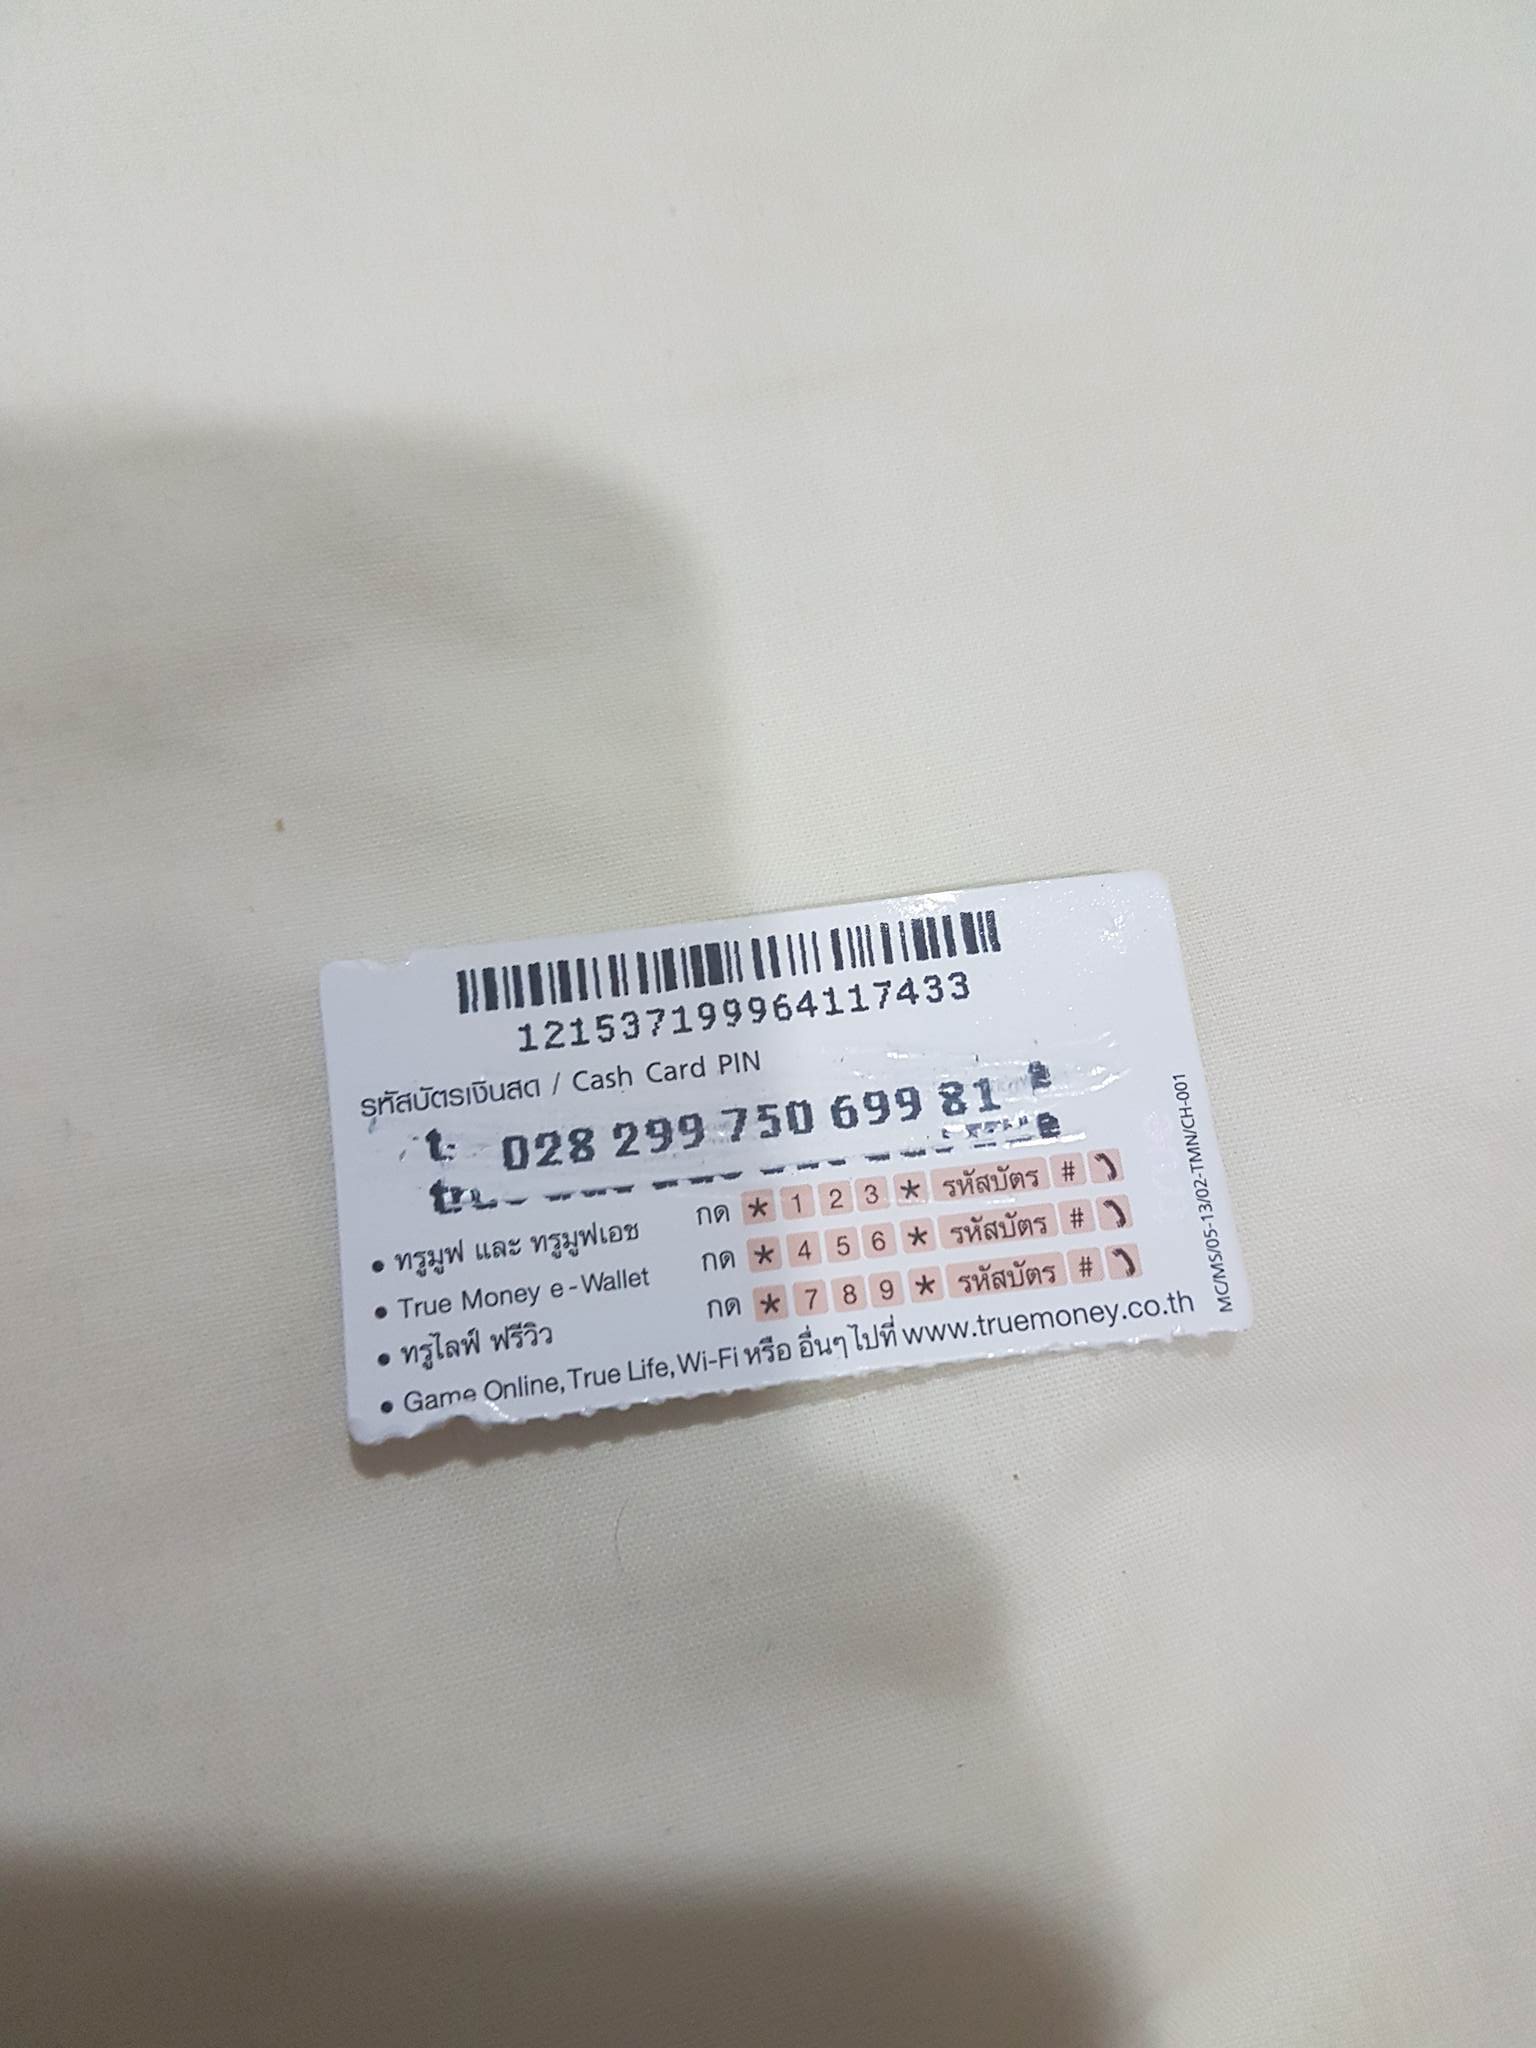 121537199964117433
รหัสบัตรเงินสด / Cash Card PIN
028 299 750 699 81
true
• ทรูมูฟ และ ทรูมูฟเอช กด * 1 2 3 * รหัสบัตร #
• True Money e-Wallet กด * 4 5 6 * รหัสบัตร #
• ทรูไลฟ์ ฟรีวิว กด * 7 8 9 * รหัสบัตร #
• Game Online, True Life, Wi-Fi หรือ อื่นๆ ไปที่ www.truemoney.co.th
MC/MS/05-13/02-TMN/CH-001